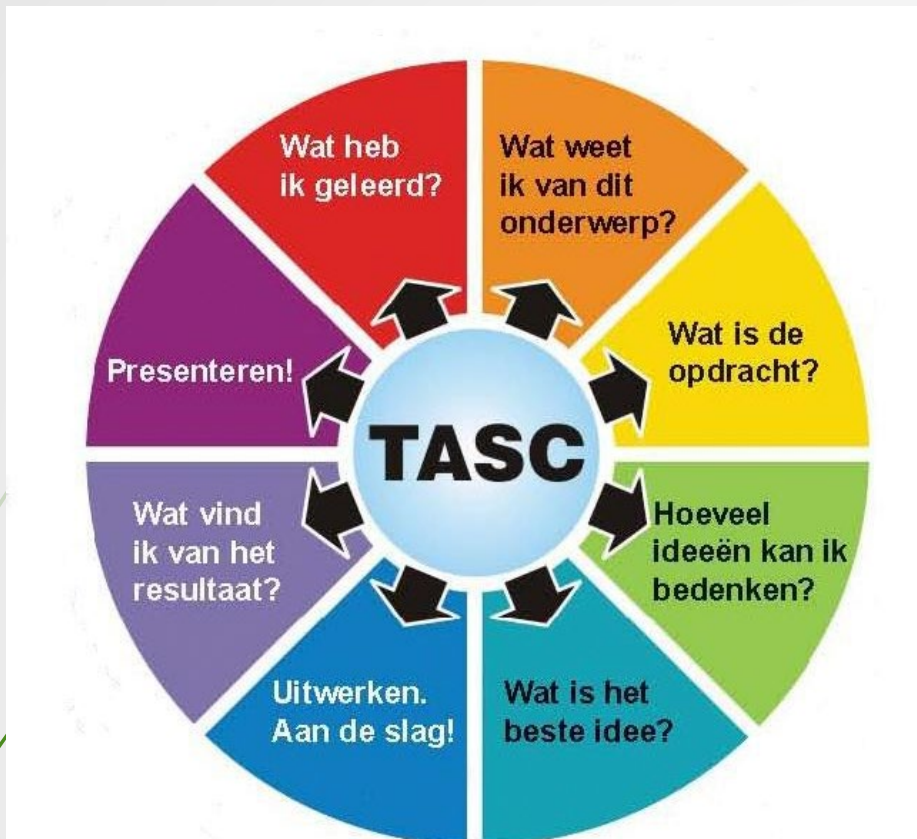 Wat heb
ik geleerd?
Wat weet
ik van dit
onderwerp?
Wat is de
opdracht?
Presenteren!
TASC
Hoeveel
ideeën kan ik
bedenken?
Wat vind
ik van het
resultaat?
Uitwerken.
Aan de slag!
Wat is het
beste idee?